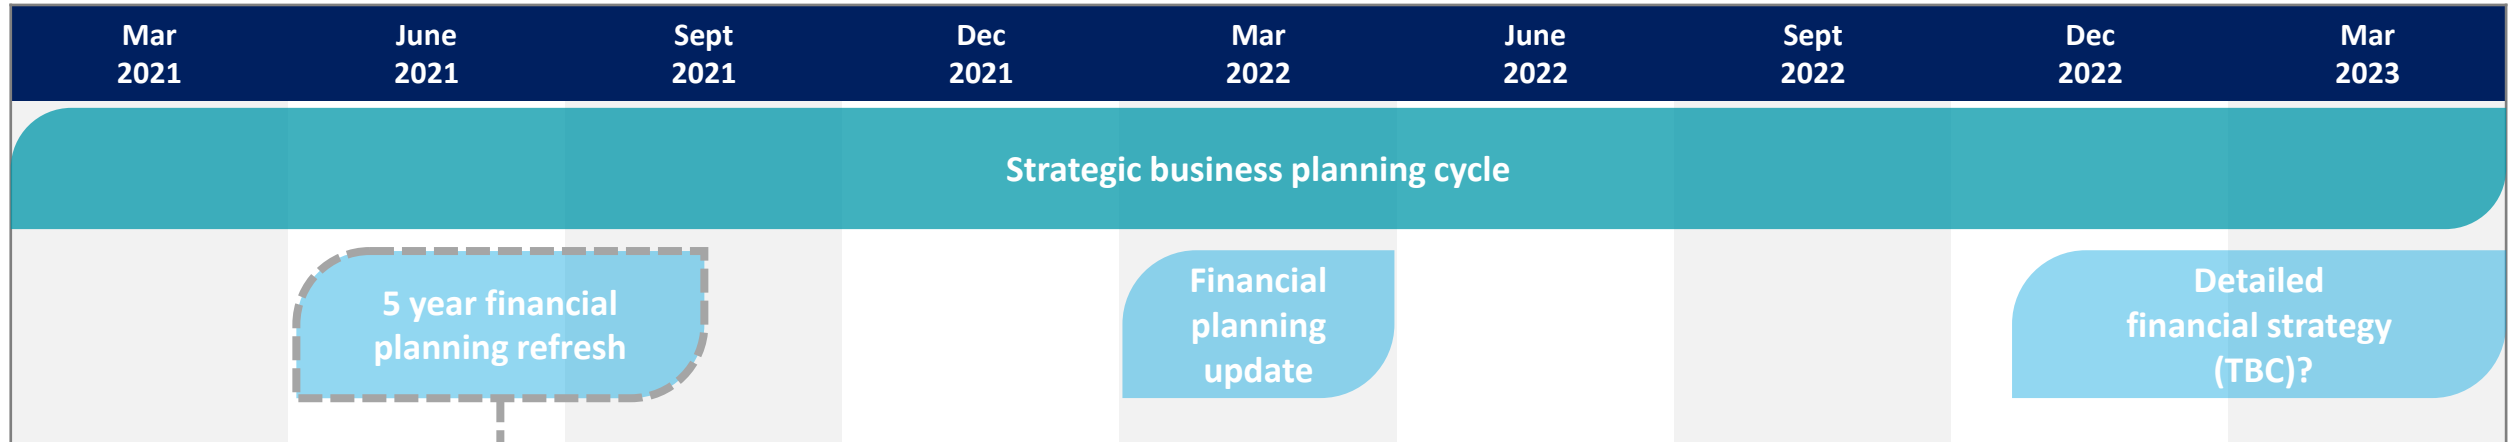 Mar June Sept Dec Mar June Sept Dec Mar
2021 2021 2021 2021 2022 2022 2022 2022 2023
Strategic business planning cycle
5 year financial
planning refresh
Financial
planning
update
Detailed
financial strategy
(TBC)?